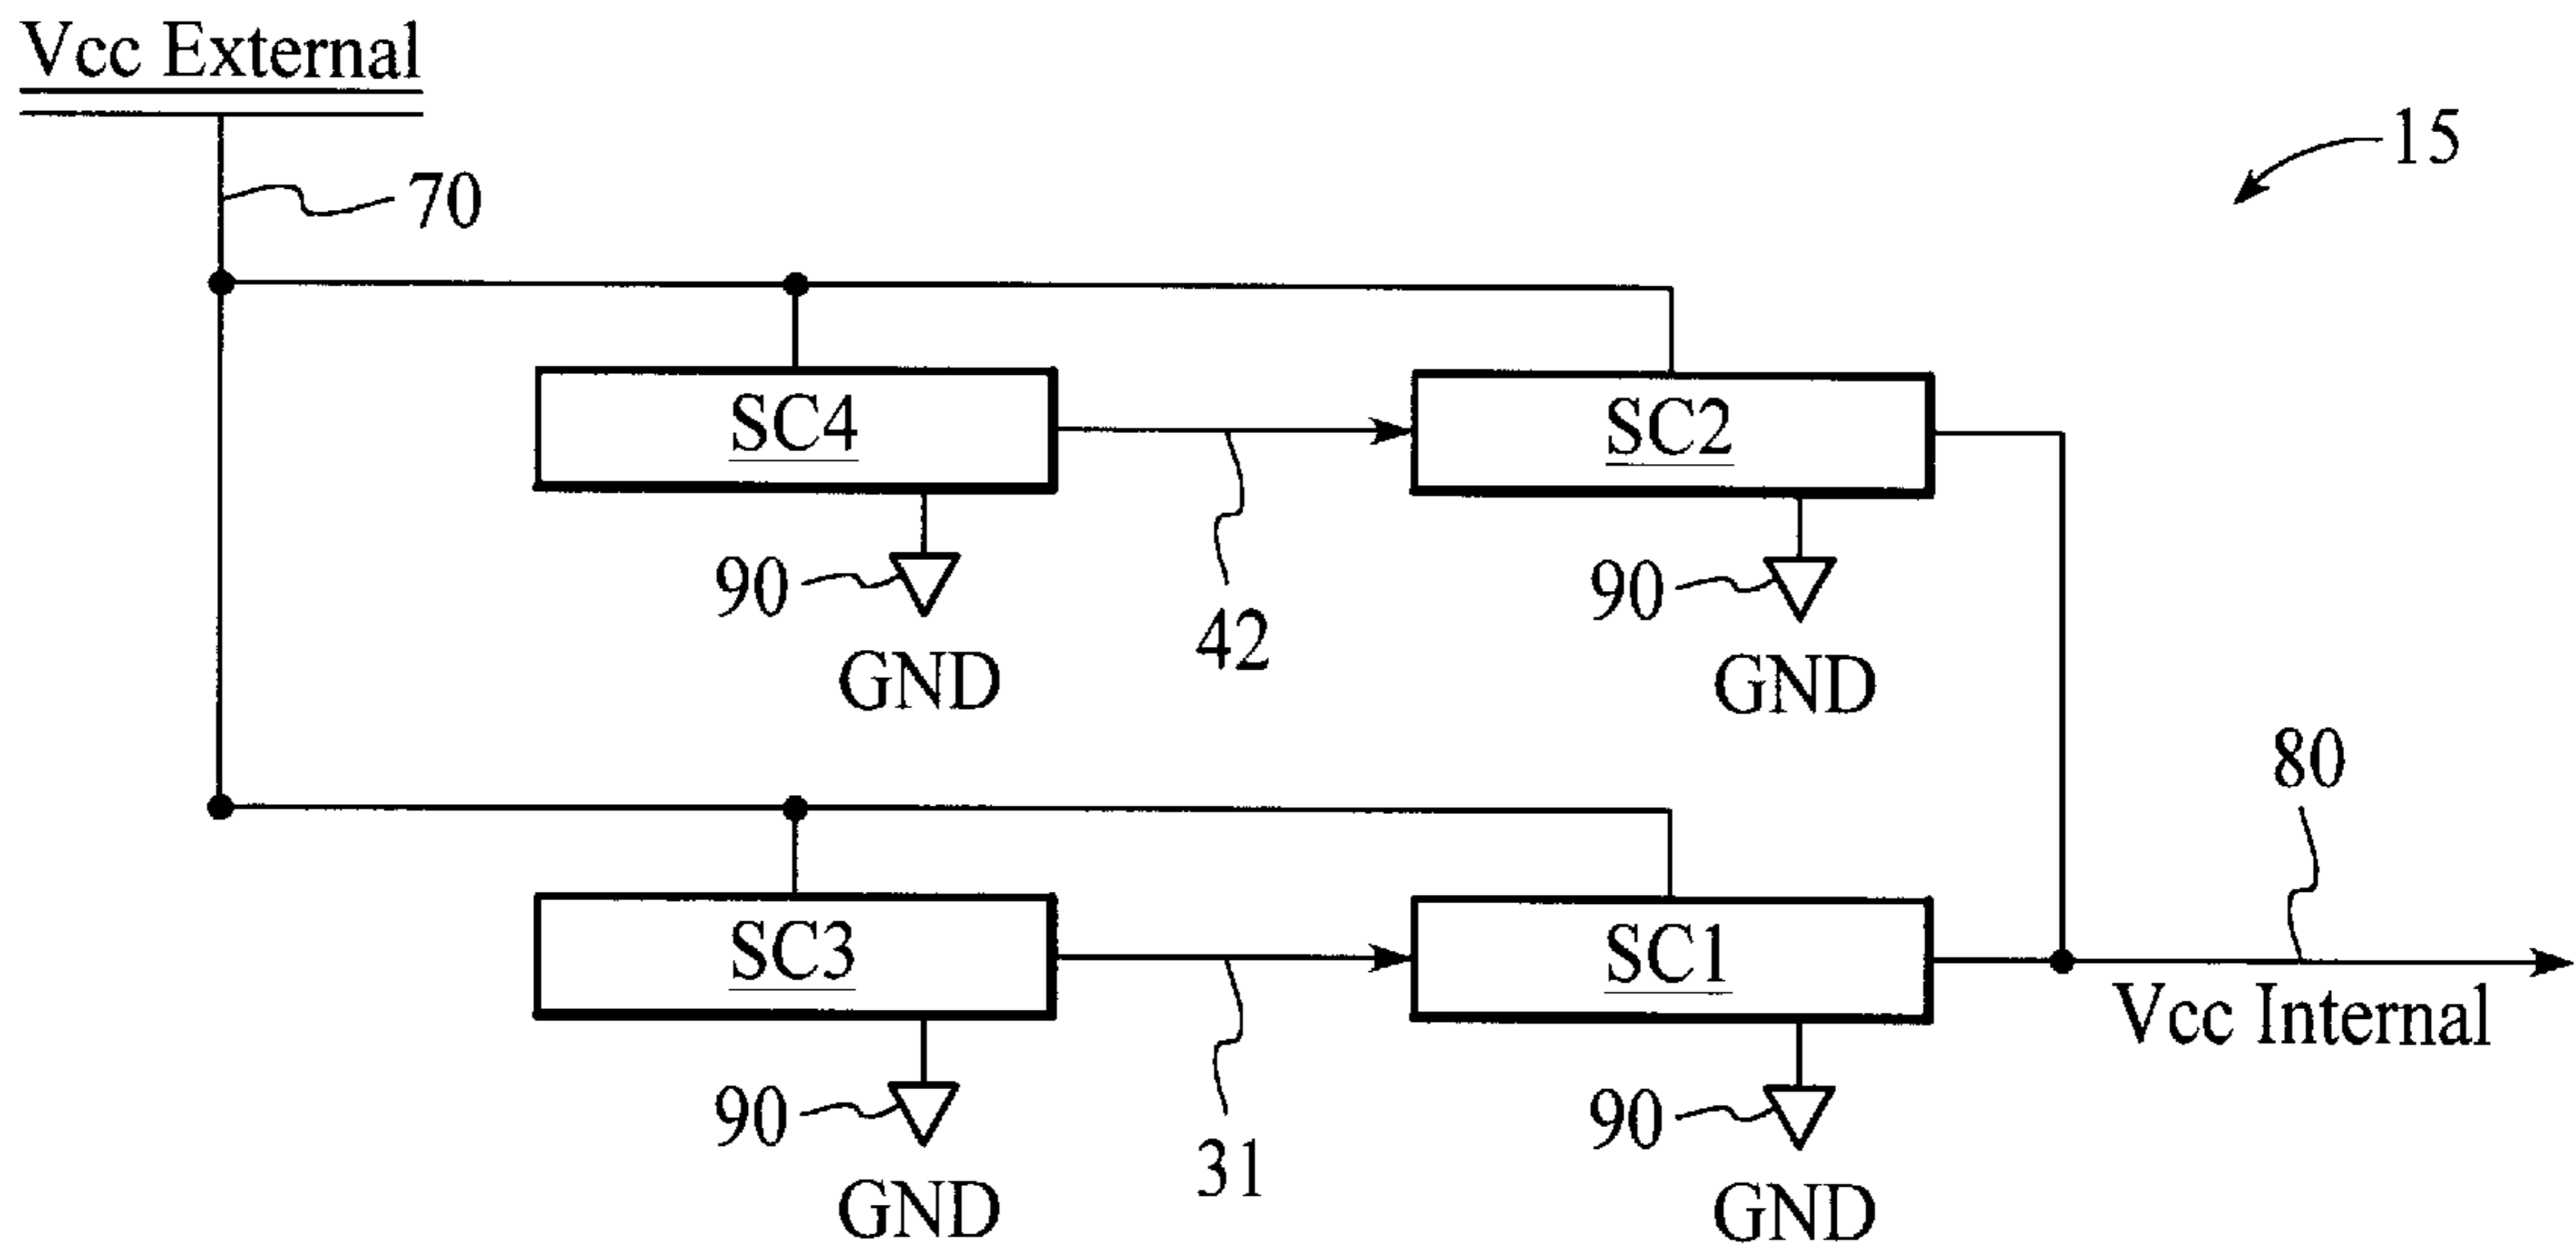 Vcc External
15
70
SC4
SC2
90
90
42
GND
GND
80
SC3
SC1
Vcc Internal
90
90
31
GND
GND